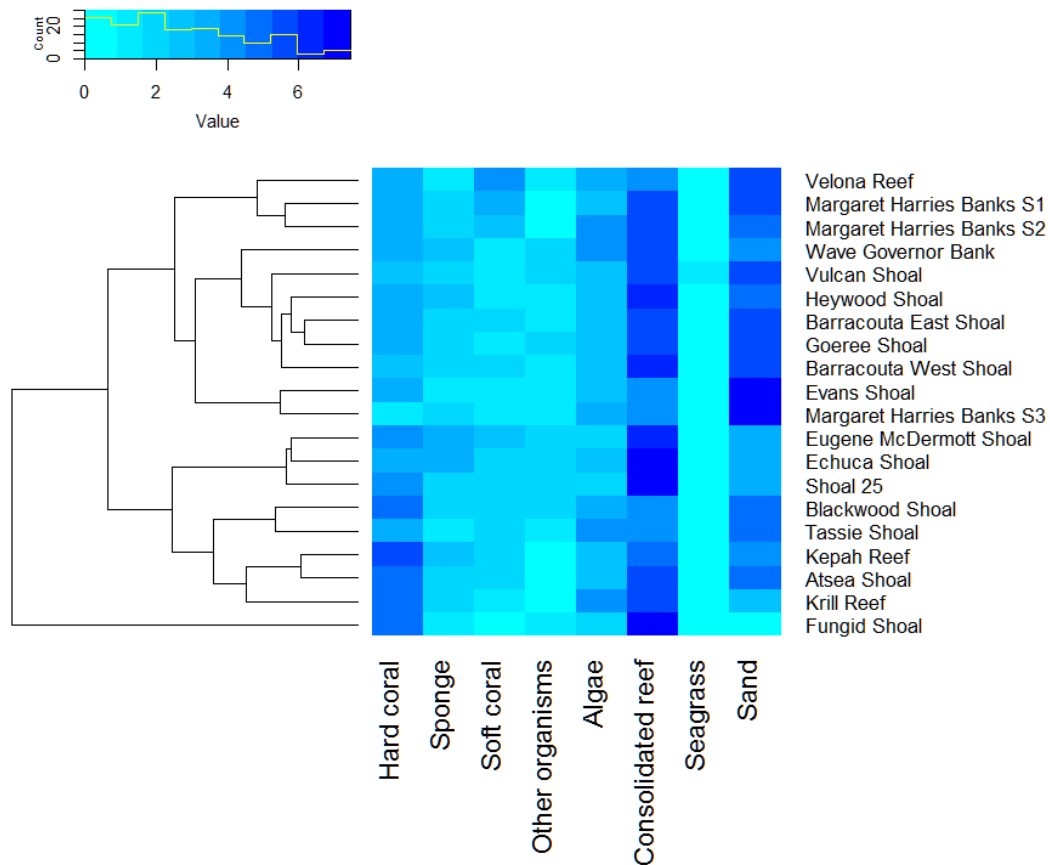 Count
0 20
0 2 4 6
Value
Velona Reef
Margaret Harries Banks S1
Margaret Harries Banks S2
Wave Governor Bank
Vulcan Shoal
Heywood Shoal
Barracouta East Shoal
Goeree Shoal
Barracouta West Shoal
Evans Shoal
Margaret Harries Banks S3
Eugene McDermott Shoal
Echuca Shoal
Shoal 25
Blackwood Shoal
Tassie Shoal
Kepah Reef
Atsea Shoal
Krill Reef
Fungid Shoal
Hard coral
Sponge
Soft coral
Other organisms
Algae
Consolidated reef
Seagrass
Sand